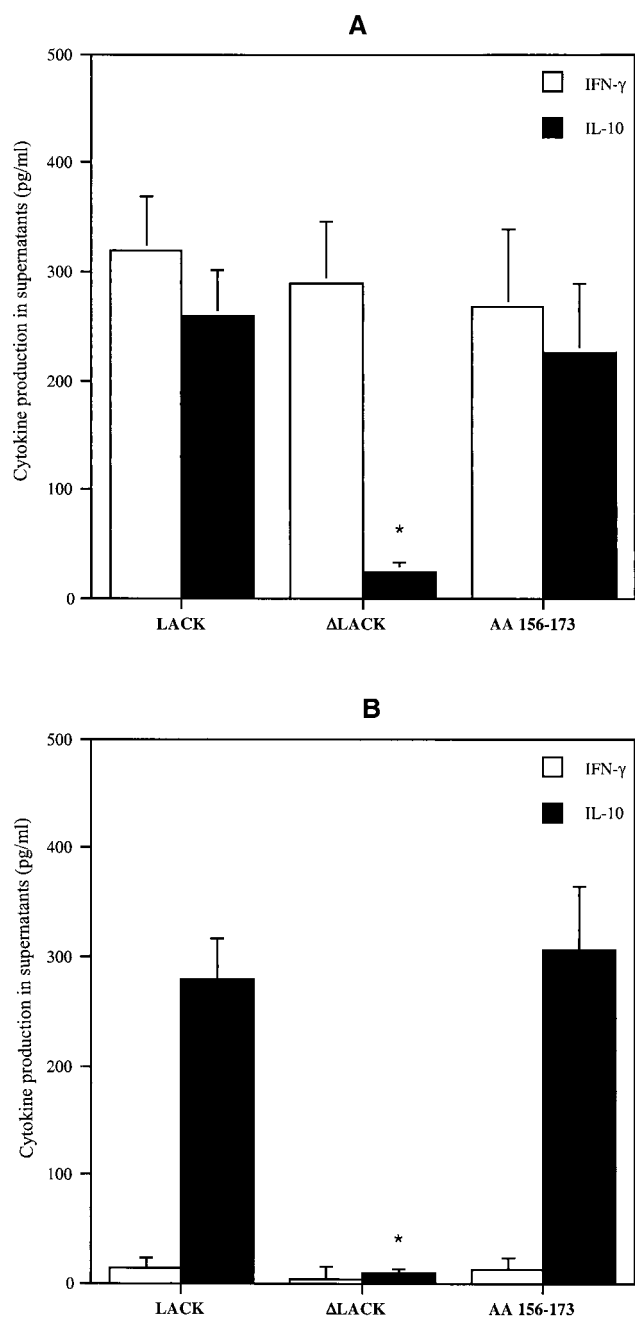 A
Cytokine production in supernatants (pg/ml)
500
400
300
200
100
0
IFN-γ
IL-10
*
LACK ΔLACK AA 156-173
B
Cytokine production in supernatants (pg/ml)
500
400
300
200
100
0
IFN-γ
IL-10
*
LACK ΔLACK AA 156-173